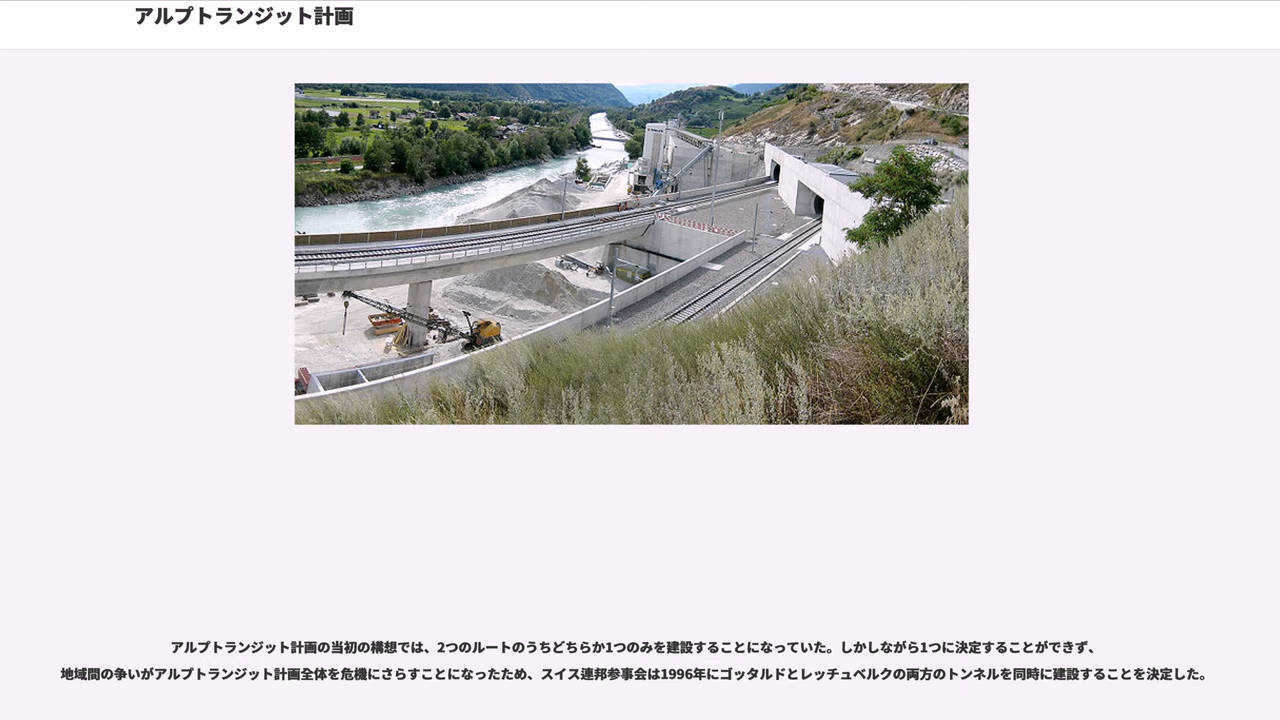 アルプトランジット計画
アルプトランジット計画の当初の構想では、2つのルートのうちどちらか1つのみを建設することになっていた。しかしながら1つに決定することができず、
地域間の争いがアルプトランジット計画全体を危機にさらすことになったため、スイス連邦参事会は1996年にゴッタルドとレッチュベルクの両方のトンネルを同時に建設することを決定した。